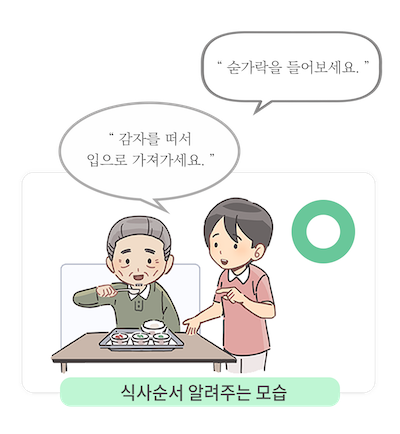 “ 숟가락을 들어보세요. ”
“ 감자를 떠서
입으로 가져가세요. ”
식사순서 알려주는 모습